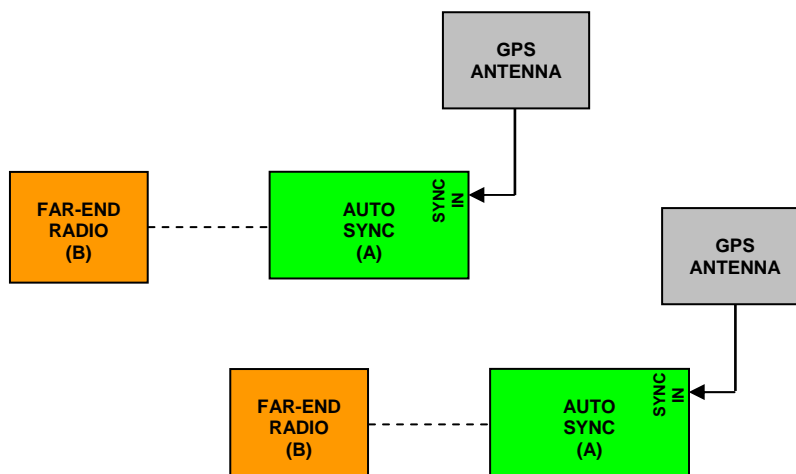 GPS
ANTENNA
FAR-END
RADIO
(B)
AUTO
SYNC
(A)
SYNC
IN
GPS
ANTENNA
FAR-END
RADIO
(B)
AUTO
SYNC
(A)
SYNC
IN